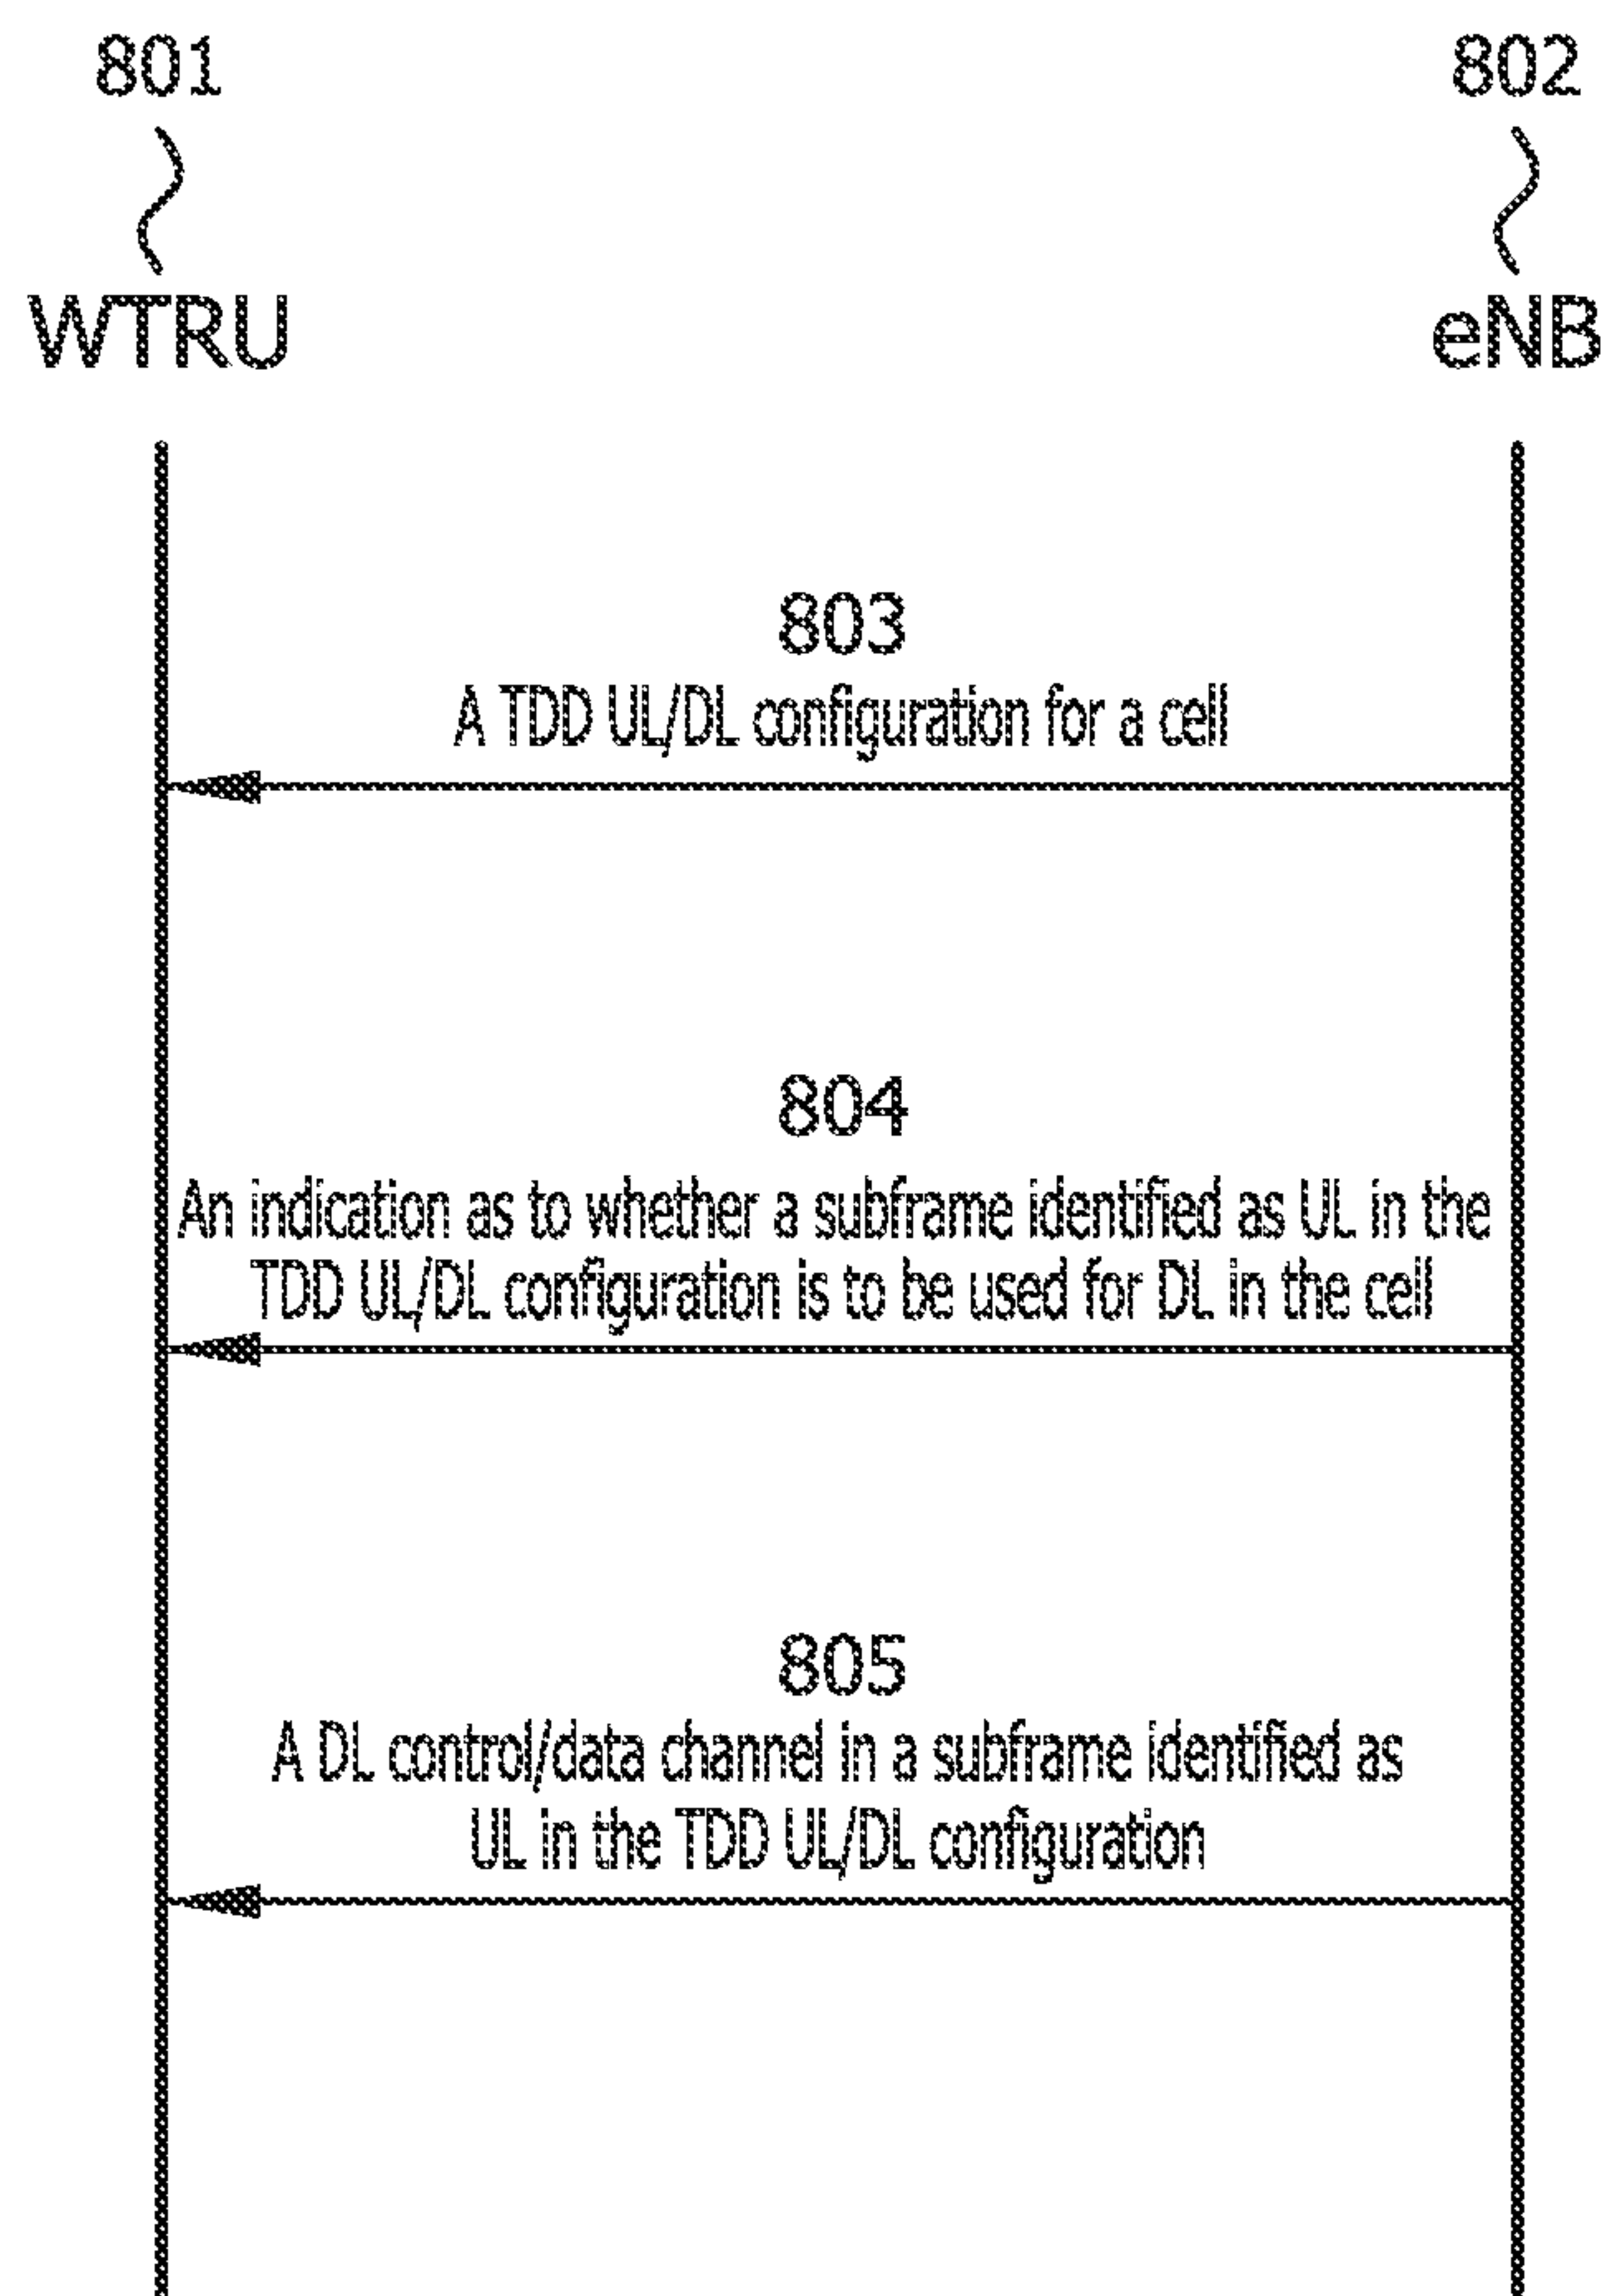 801
802
WTRU
eNB
803
A TDD UL/DL configuration for a cell
804
An indication as to whether a subframe identified as UL in the
TDD UL/DL configuration is to be used for DL in the cell
805
A DL control/data channel in a subframe identified as
UL in the TDD UL/DL configuration